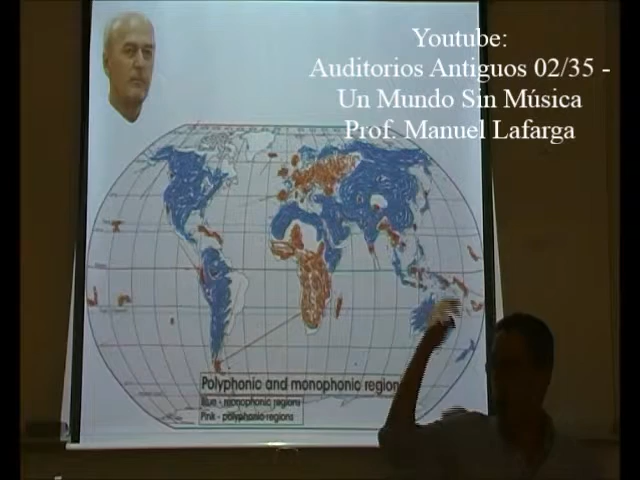 Youtube:
Auditorios Antiguos 02/35 -
Un Mundo Sin Música
Prof. Manuel Lafarga
Polyphonic and monophonic region
Blue - monophonic regions
Pink - polyphonic regions